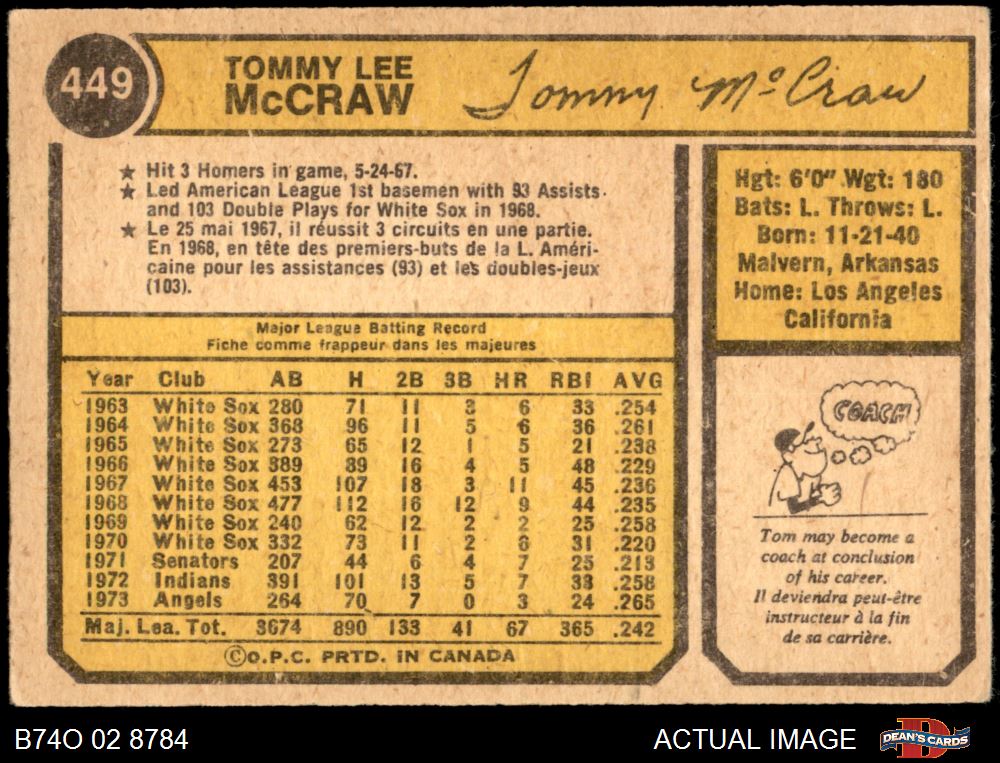 449
TOMMY LEE
McCRAW
Tommy McCraw
★ Hit 3 Homers in game, 5-24-67.
★ Led American League 1st basemen with 93 Assists
and 103 Double Plays for White Sox in 1968.
★ Le 25 mai 1967, il réussit 3 circuits en une partie.
En 1968, en tête des premiers-buts de la L. Améri-
caine pour les assistances (93) et les doubles-jeux
(103).
Hgt: 6'0" Wgt: 180
Bats: L. Throws: L.
Born: 11-21-40
Malvern, Arkansas
Home: Los Angeles
California
Major League Batting Record
Fiche comme frappeur dans les majeures
Year Club AB H 2B 3B HR RBI AVG
1963 White Sox 280 71 11 3 6 33 .254
1964 White Sox 368 96 11 5 6 36 .261
1965 White Sox 273 65 12 1 5 21 .238
1966 White Sox 389 89 16 4 5 48 .229
1967 White Sox 453 107 18 3 11 45 .236
1968 White Sox 477 112 16 12 9 44 .235
1969 White Sox 240 62 12 2 2 25 .258
1970 White Sox 332 73 11 2 6 31 .220
1971 Senators 207 44 6 4 7 25 .213
1972 Indians 391 101 13 5 7 33 .258
1973 Angels 264 70 7 0 3 24 .265
Maj. Lea. Tot. 3674 890 133 41 67 365 .242
©O.P.C. PRTD. IN CANADA
COACH
Tom may become a
coach at conclusion
of his career.
Il deviendra peut-être
instructeur à la fin
de sa carrière.
B74O 02 8784
ACTUAL IMAGE
D
DEAN'S CARDS